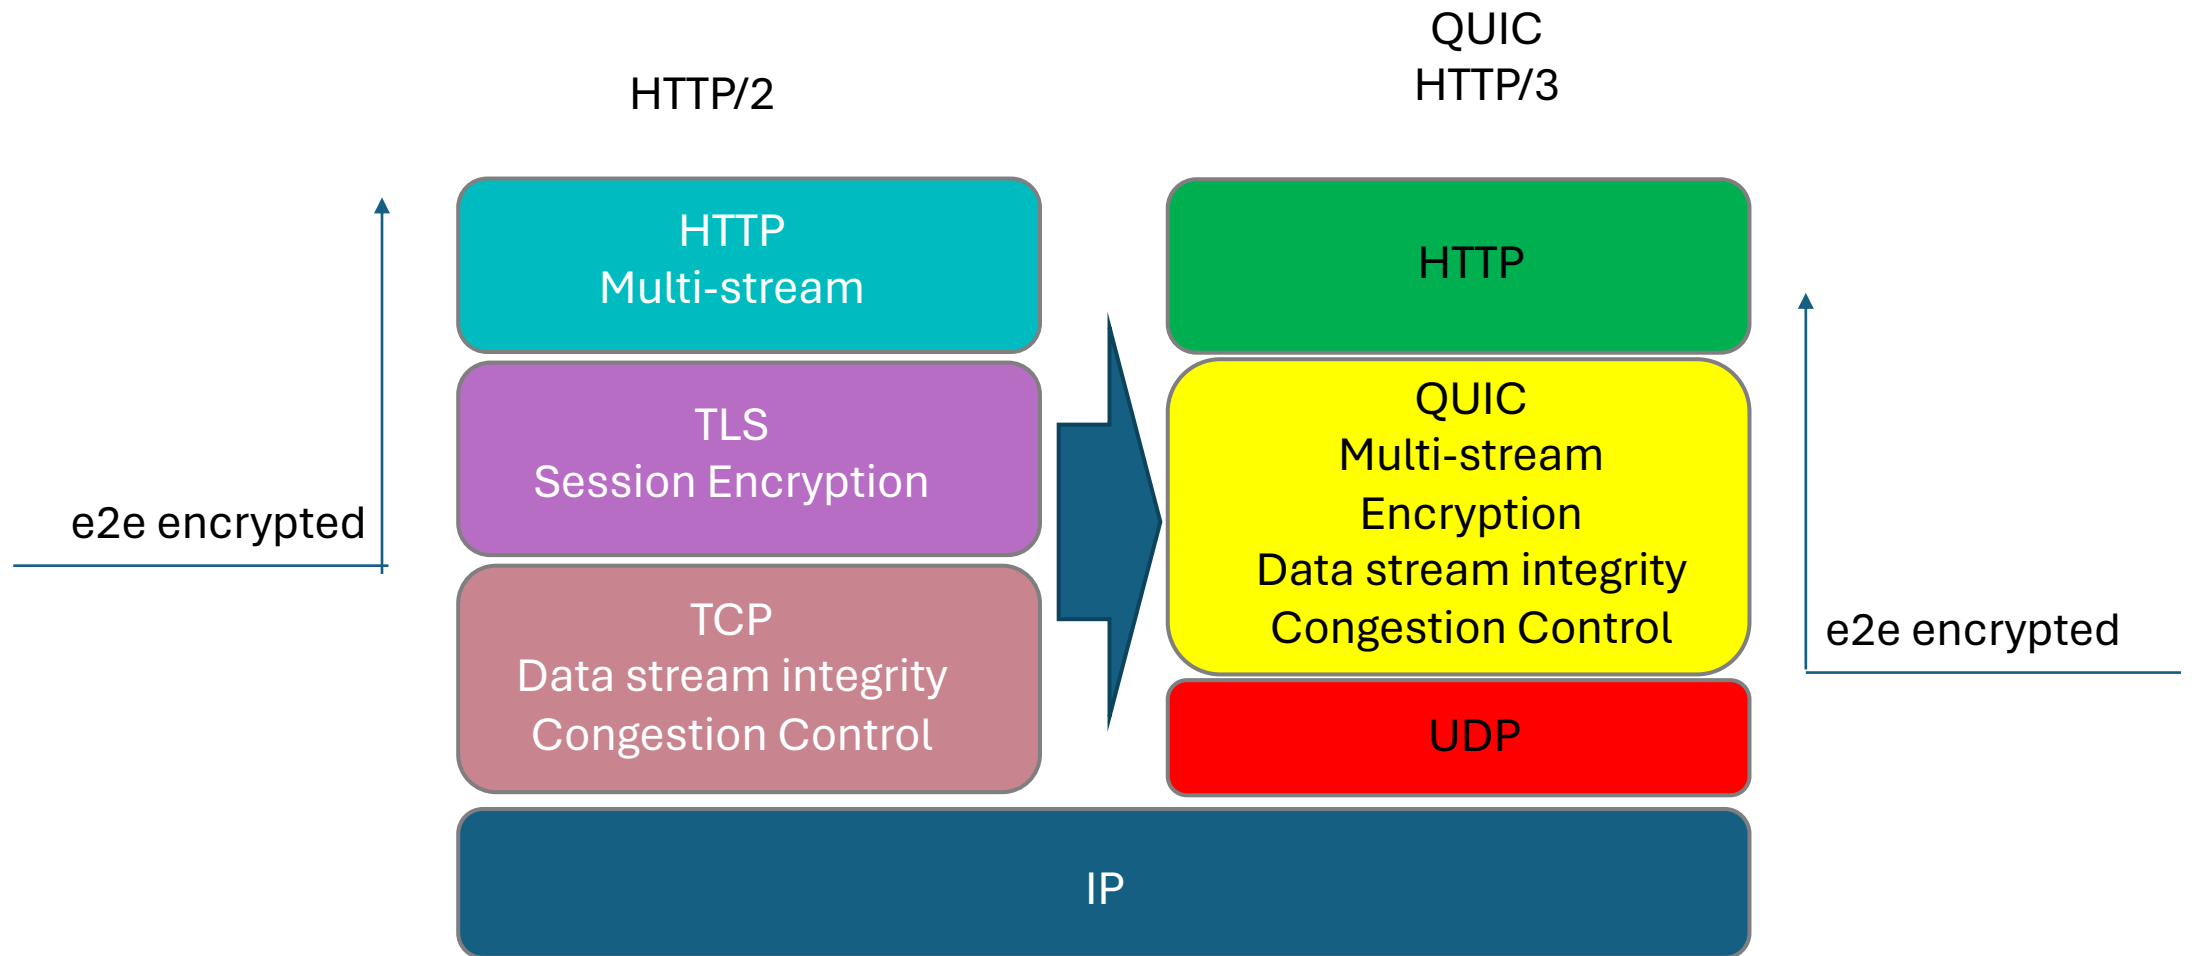 HTTP/2
QUIC
HTTP/3
HTTP
Multi-stream
TLS
Session Encryption
TCP
Data stream integrity
Congestion Control
e2e encrypted
HTTP
QUIC
Multi-stream
Encryption
Data stream integrity
Congestion Control
UDP
e2e encrypted
IP